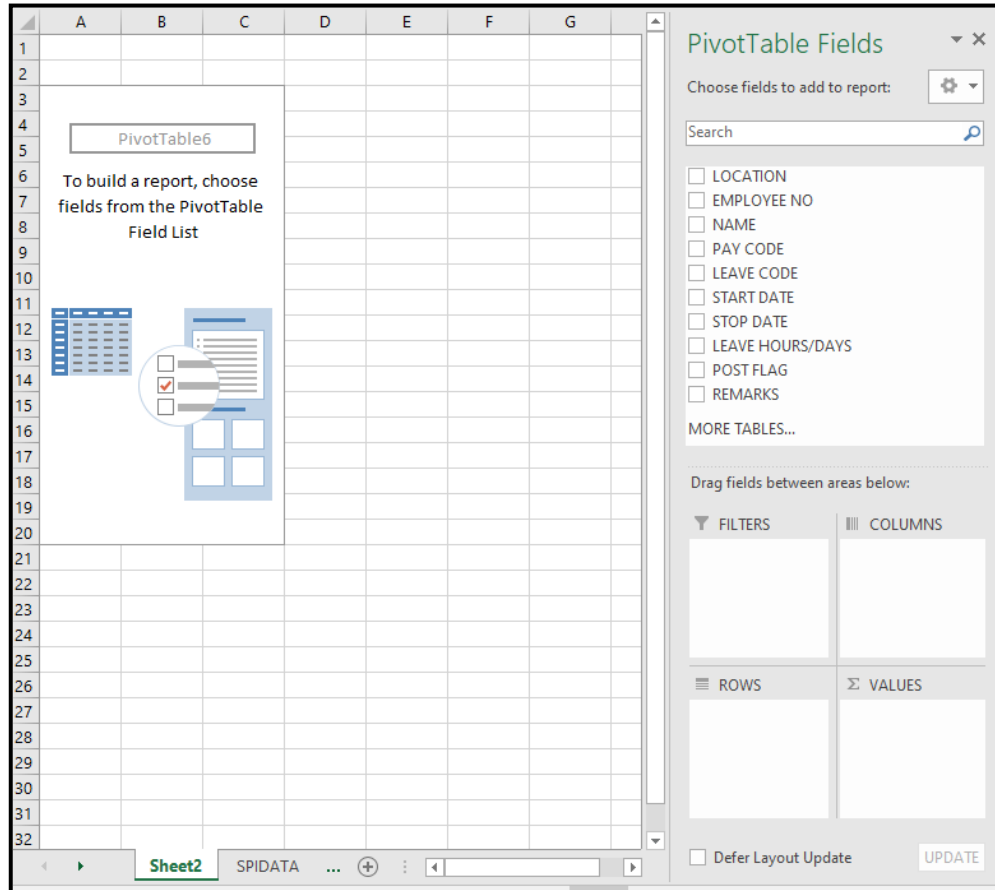 A B C D E F G
1
2
3
4
5
6
7
8
9
10
11
12
13
14
15
16
17
18
19
20
21
22
23
24
25
26
27
28
29
30
31
32
PivotTable6
To build a report, choose
fields from the PivotTable
Field List
Sheet2 SPIDATA ...
PivotTable Fields
Choose fields to add to report:
Search
LOCATION
EMPLOYEE NO
NAME
PAY CODE
LEAVE CODE
START DATE
STOP DATE
LEAVE HOURS/DAYS
POST FLAG
REMARKS
MORE TABLES...
Drag fields between areas below:
FILTERS
COLUMNS
ROWS
Σ VALUES
Defer Layout Update
UPDATE